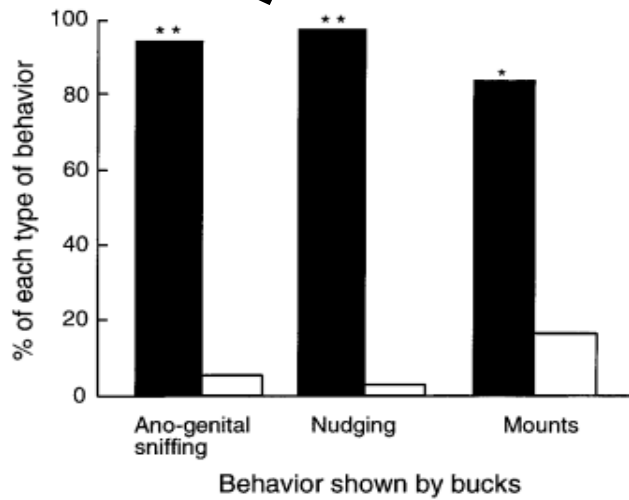 % of each type of behavior
100
80
60
40
20
0
* *
* *
*
Ano-genital
sniffing
Nudging
Mounts
Behavior shown by bucks